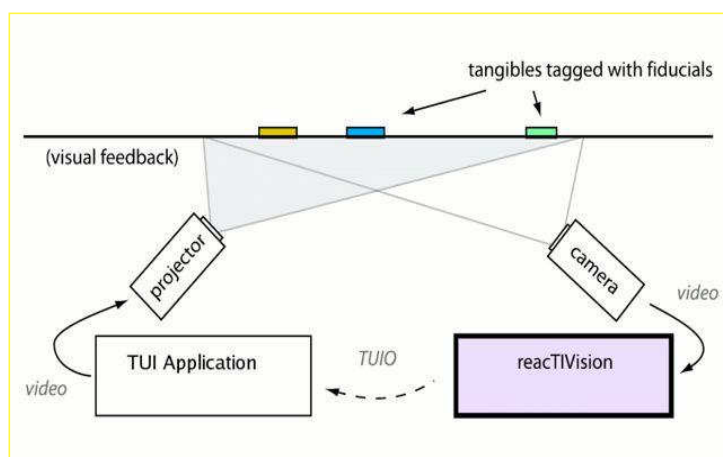 tangibles tagged with fiducials
(visual feedback)
projector
camera
video
TUI Application
TUIO
reacTIVision
video